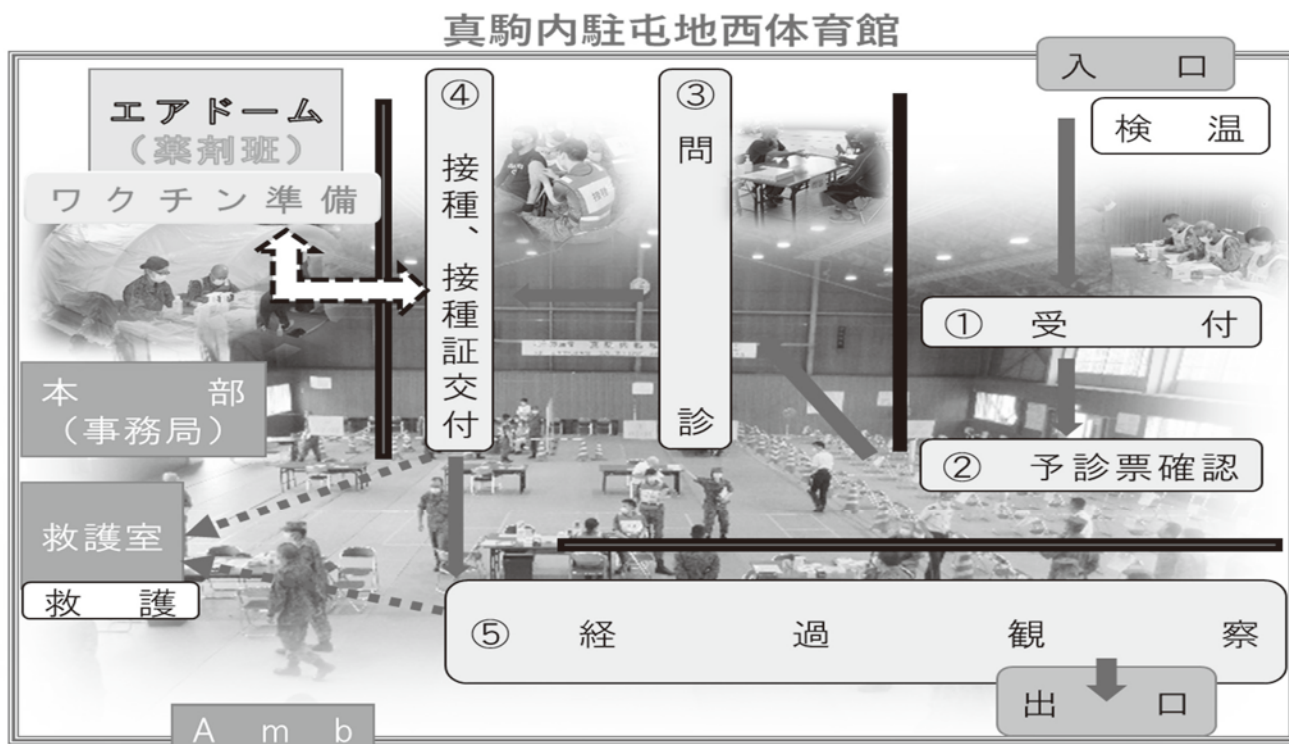 真駒内駐屯地西体育館
入口
検温
① 受付
② 予診票確認
③ 問診
④ 接種、接種証交付
エアドーム
（薬剤班）
ワクチン準備
本部
（事務局）
救護室
救護
⑤ 経過観察
出口
Amb